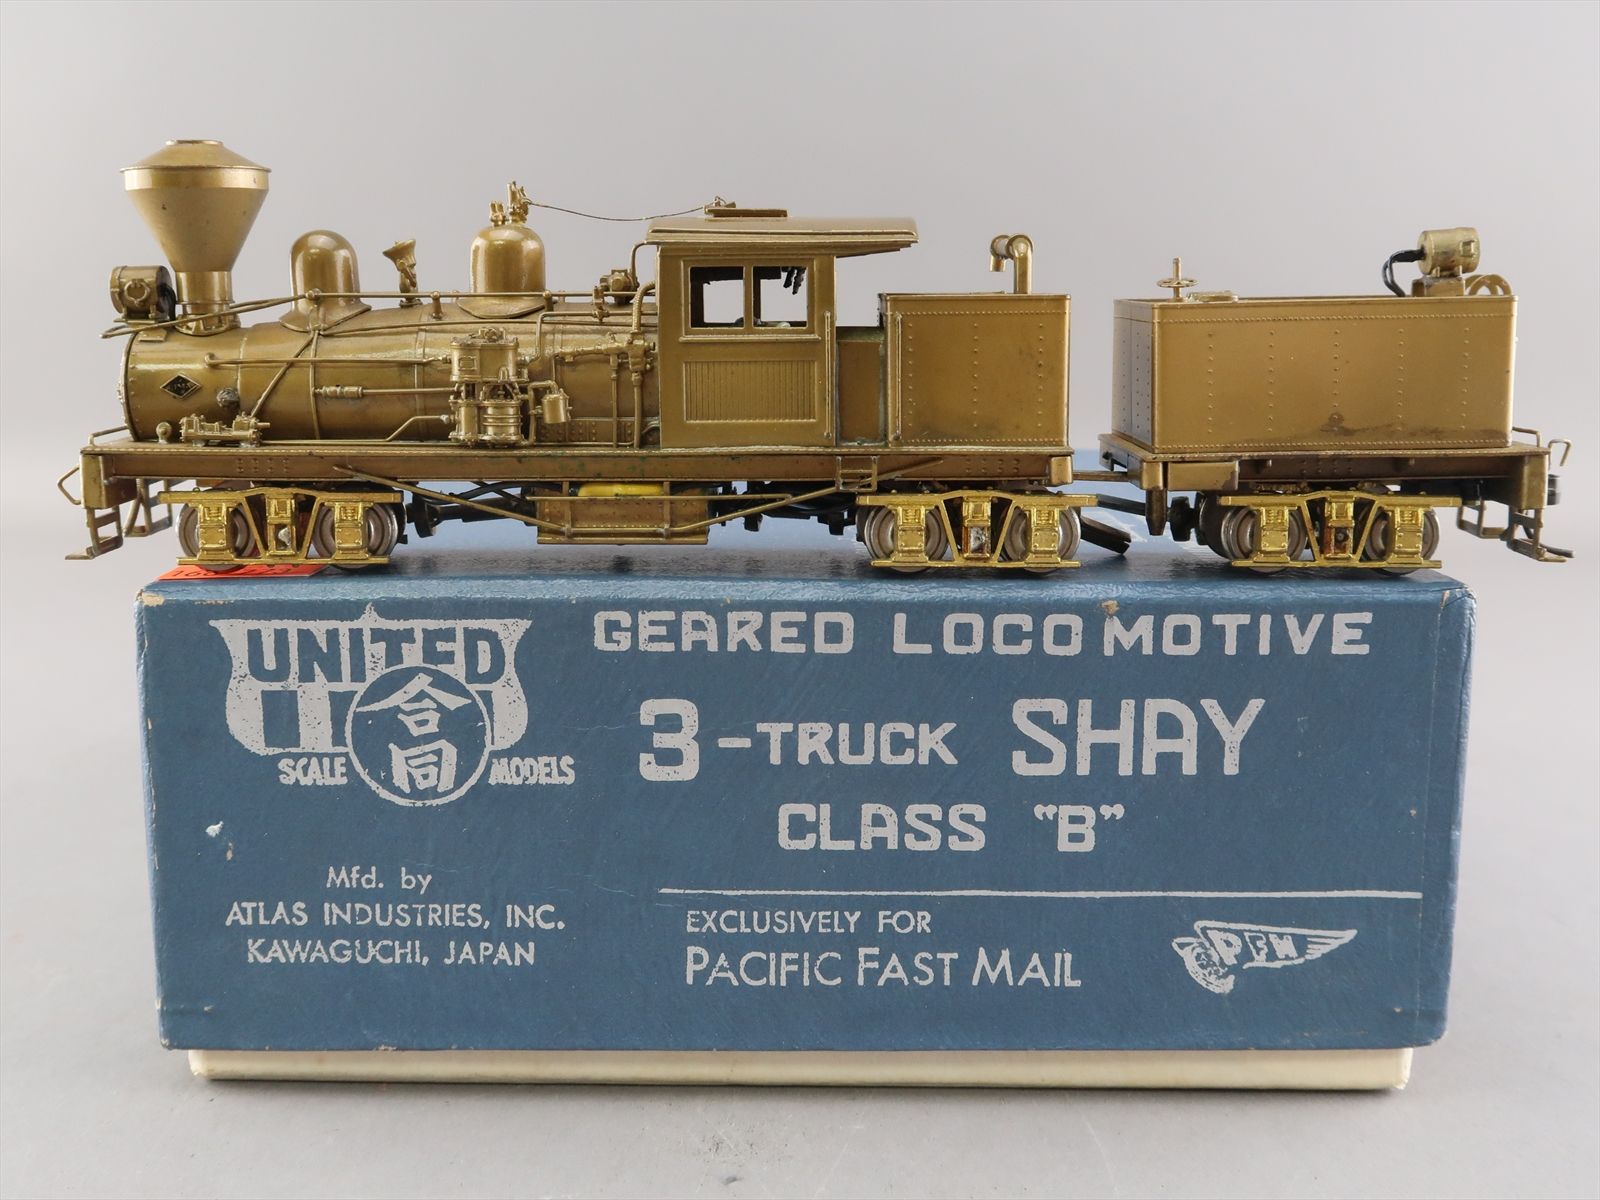 UNITED
合同
SCALE MODELS
GEARED LOCOMOTIVE
3-TRUCK SHAY
CLASS "B"
Mfd. by
ATLAS INDUSTRIES, INC.
KAWAGUCHI, JAPAN
EXCLUSIVELY FOR
PACIFIC FAST MAIL
PFM